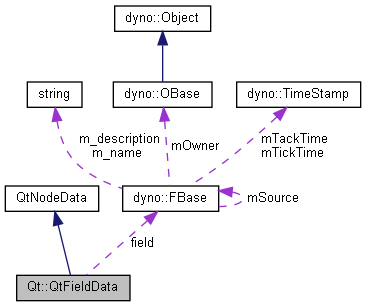 dyno::Object
string
dyno::OBase
dyno::TimeStamp
m_description
m_name
mOwner
mTackTime
mTickTime
QtNodeData
dyno::FBase
mSource
field
Qt::QtFieldData